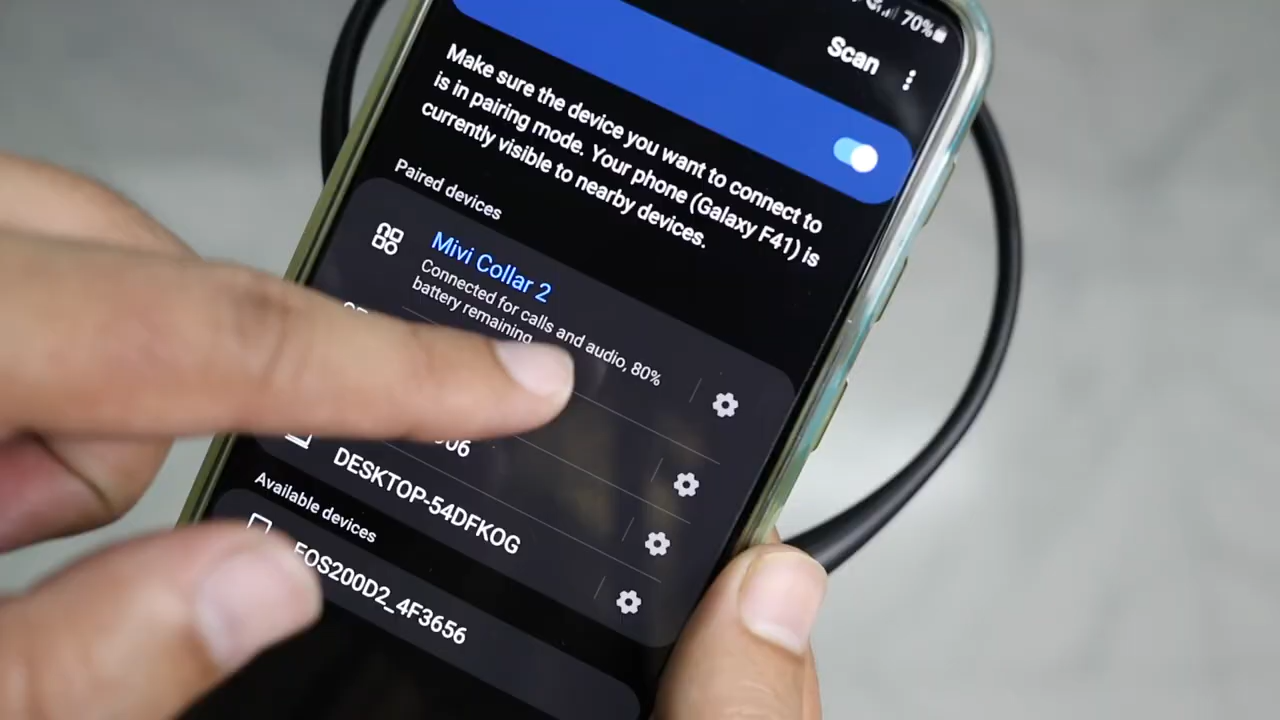 70%
Scan
Make sure the device you want to connect to
is in pairing mode. Your phone (Galaxy F41) is
currently visible to nearby devices.
Paired devices
Mivi Collar 2
Connected for calls and audio, 80%
battery remaining
DESKTOP-54DFKOG
Available devices
EOS200D2_4F3656